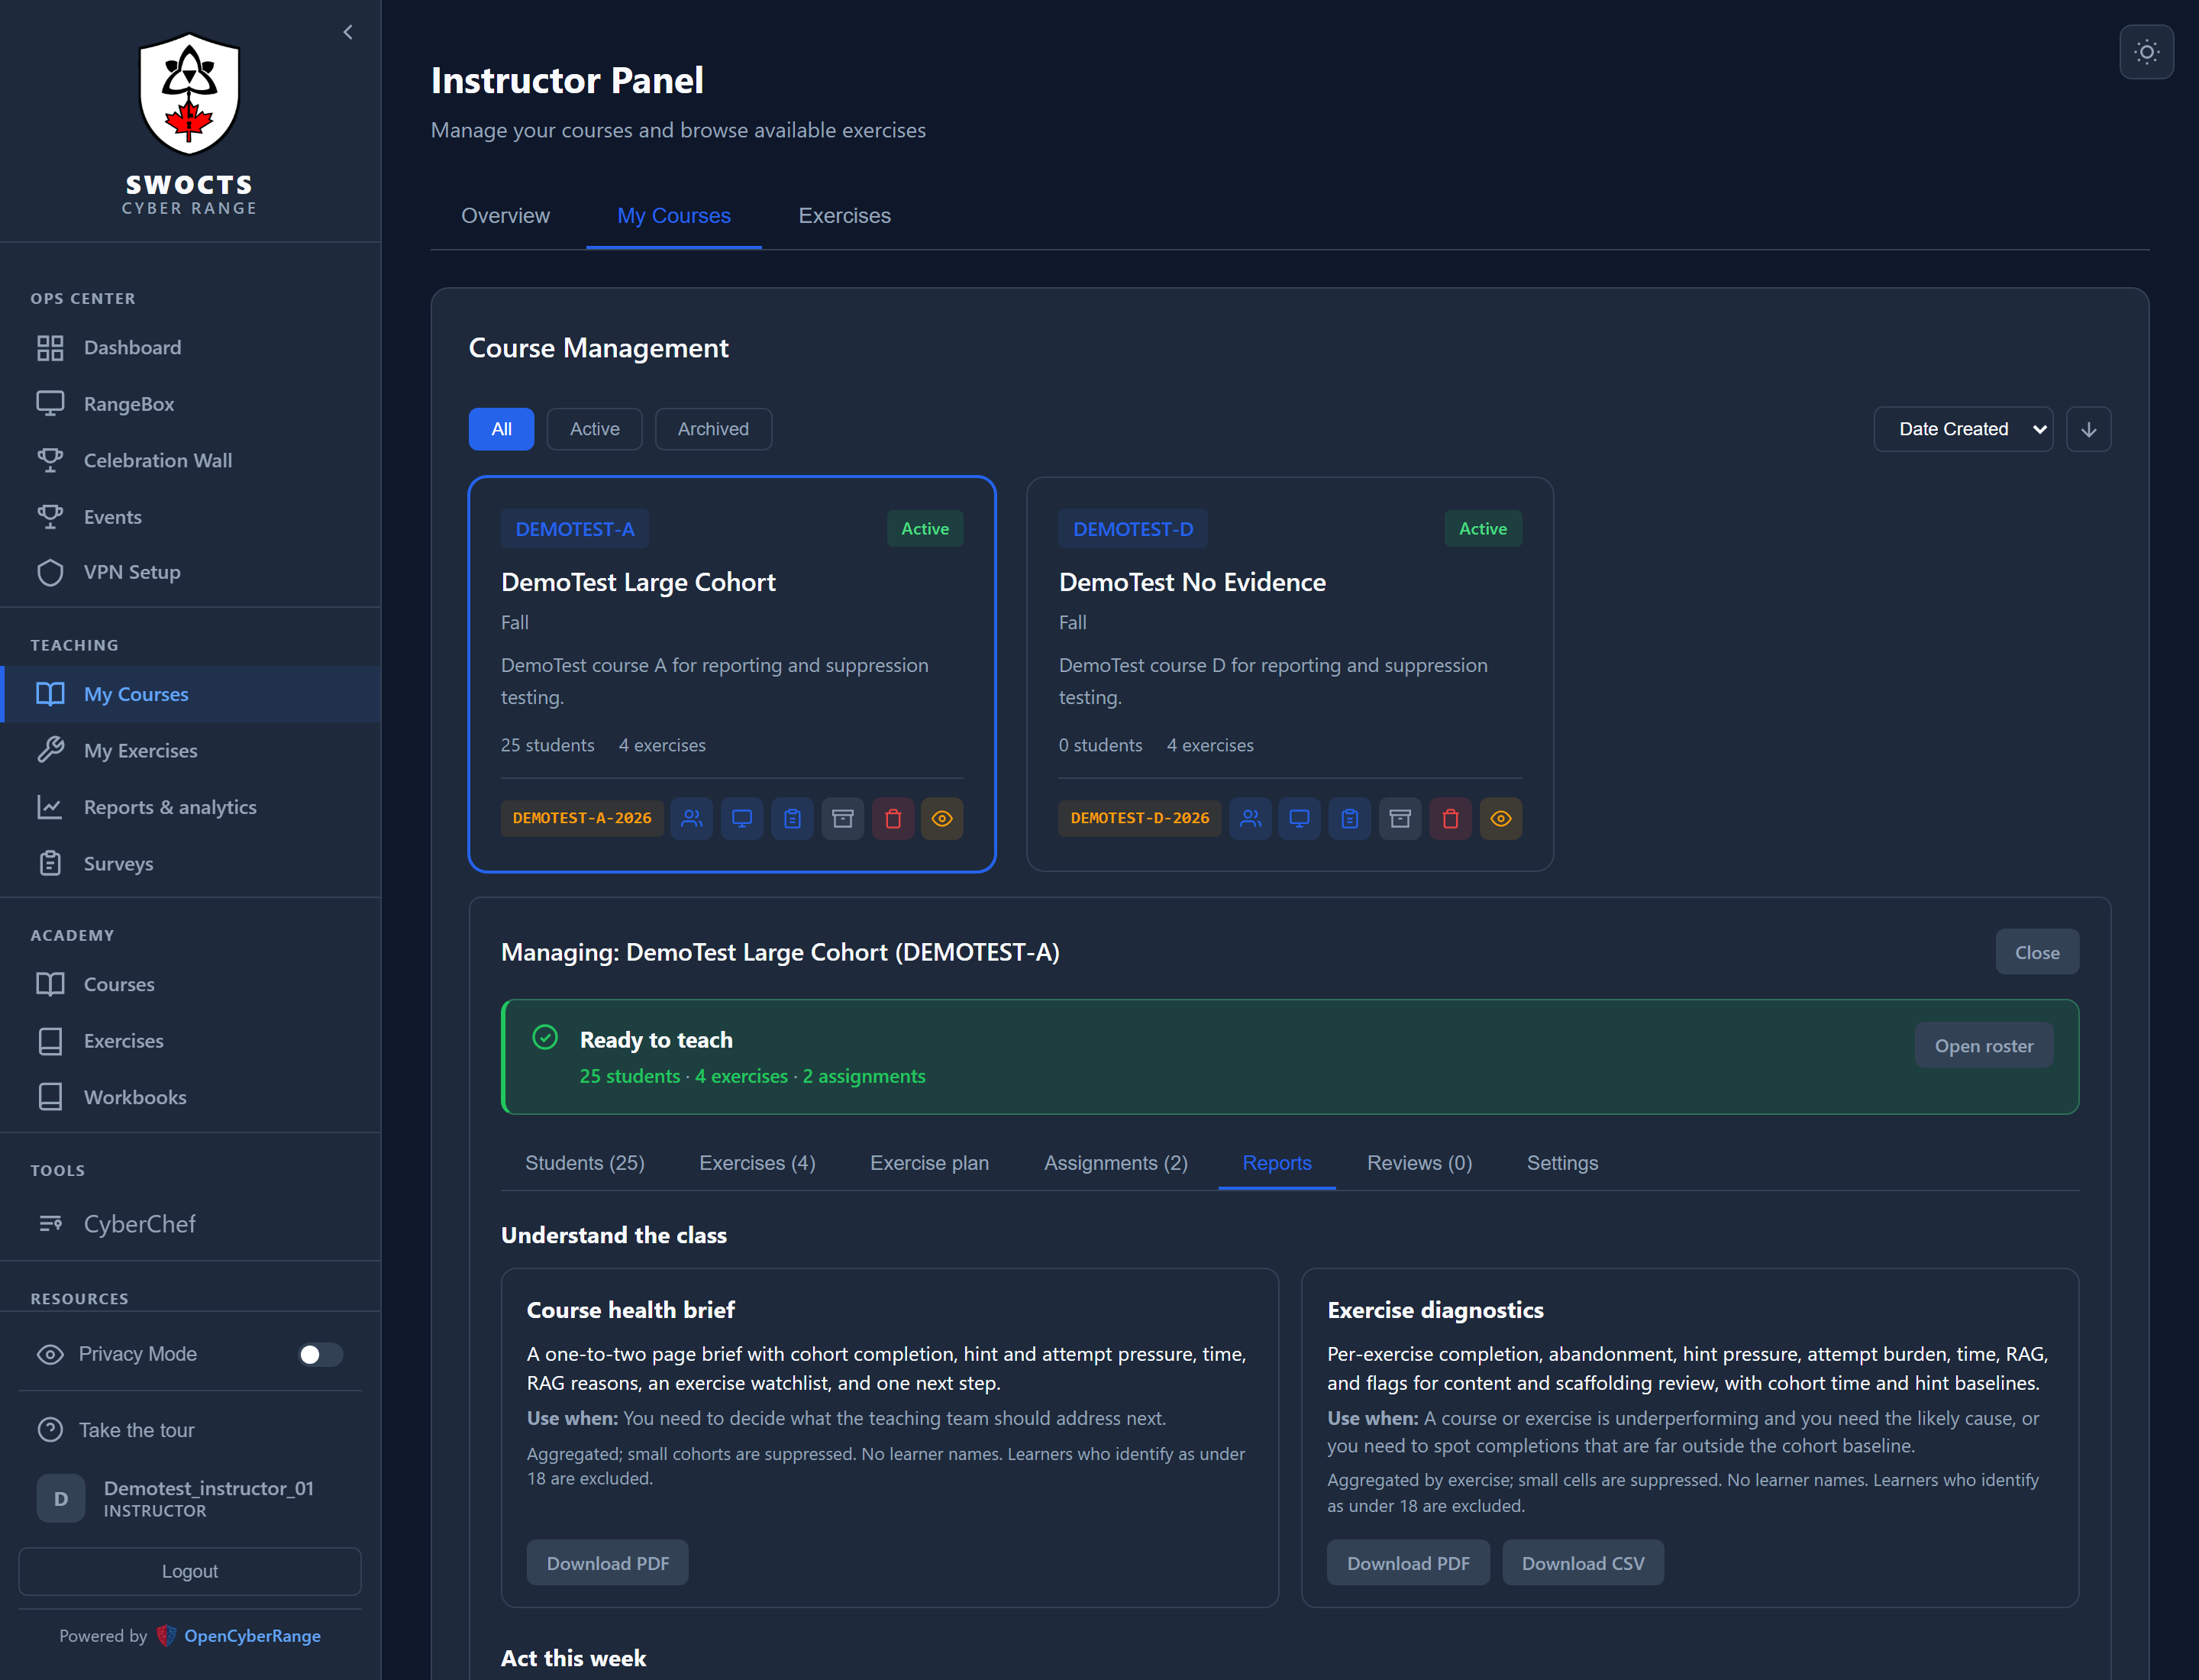 SWOCTS
CYBER RANGE
OPS CENTER
Dashboard
RangeBox
Celebration Wall
Events
VPN Setup
TEACHING
My Courses
My Exercises
Reports & analytics
Surveys
ACADEMY
Courses
Exercises
Workbooks
TOOLS
CyberChef
RESOURCES
Privacy Mode
Take the tour
D
Demotest_instructor_01
INSTRUCTOR
Logout
Powered by OpenCyberRange
Instructor Panel
Manage your courses and browse available exercises
Overview My Courses Exercises
Course Management
All Active Archived Date Created
DEMOTEST-A Active
DemoTest Large Cohort
Fall
DemoTest course A for reporting and suppression
testing.
25 students 4 exercises
DEMOTEST-A-2026
DEMOTEST-D Active
DemoTest No Evidence
Fall
DemoTest course D for reporting and suppression
testing.
0 students 4 exercises
DEMOTEST-D-2026
Managing: DemoTest Large Cohort (DEMOTEST-A) Close
Ready to teach
25 students · 4 exercises · 2 assignments
Open roster
Students (25) Exercises (4) Exercise plan Assignments (2) Reports Reviews (0) Settings
Understand the class
Course health brief
A one-to-two page brief with cohort completion, hint and attempt pressure, time,
RAG reasons, an exercise watchlist, and one next step.
Use when: You need to decide what the teaching team should address next.
Aggregated; small cohorts are suppressed. No learner names. Learners who identify as under
18 are excluded.
Download PDF
Exercise diagnostics
Per-exercise completion, abandonment, hint pressure, attempt burden, time, RAG,
and flags for content and scaffolding review, with cohort time and hint baselines.
Use when: A course or exercise is underperforming and you need the likely cause, or
you need to spot completions that are far outside the cohort baseline.
Aggregated by exercise; small cells are suppressed. No learner names. Learners who identify
as under 18 are excluded.
Download PDF Download CSV
Act this week